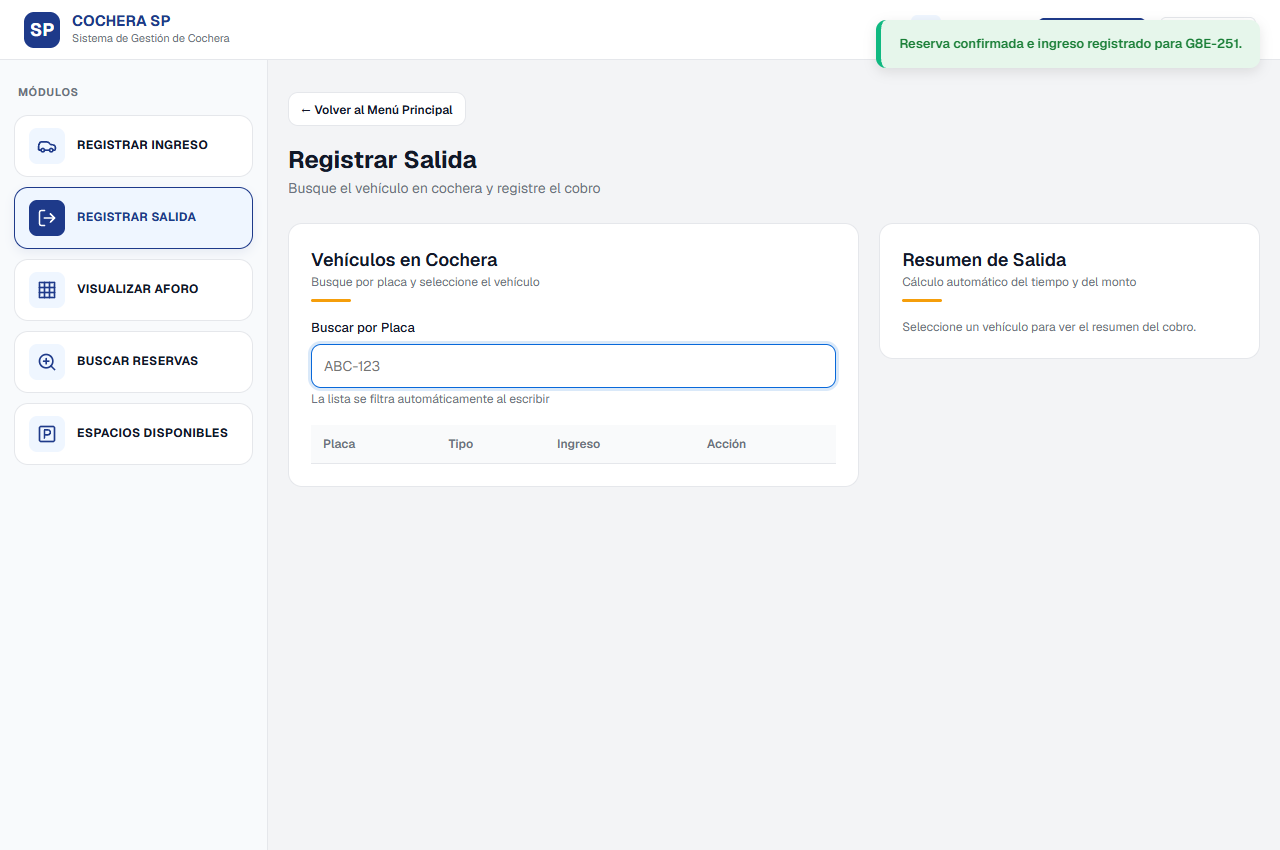 SP
COCHERA SP
Sistema de Gestión de Cochera
Reserva confirmada e ingreso registrado para G8E-251.
MÓDULOS
REGISTRAR INGRESO
REGISTRAR SALIDA
VISUALIZAR AFORO
BUSCAR RESERVAS
P
ESPACIOS DISPONIBLES
← Volver al Menú Principal
Registrar Salida
Busque el vehículo en cochera y registre el cobro
Vehículos en Cochera
Busque por placa y seleccione el vehículo
Buscar por Placa
ABC-123
La lista se filtra automáticamente al escribir
Placa Tipo Ingreso Acción
Resumen de Salida
Cálculo automático del tiempo y del monto
Seleccione un vehículo para ver el resumen del cobro.